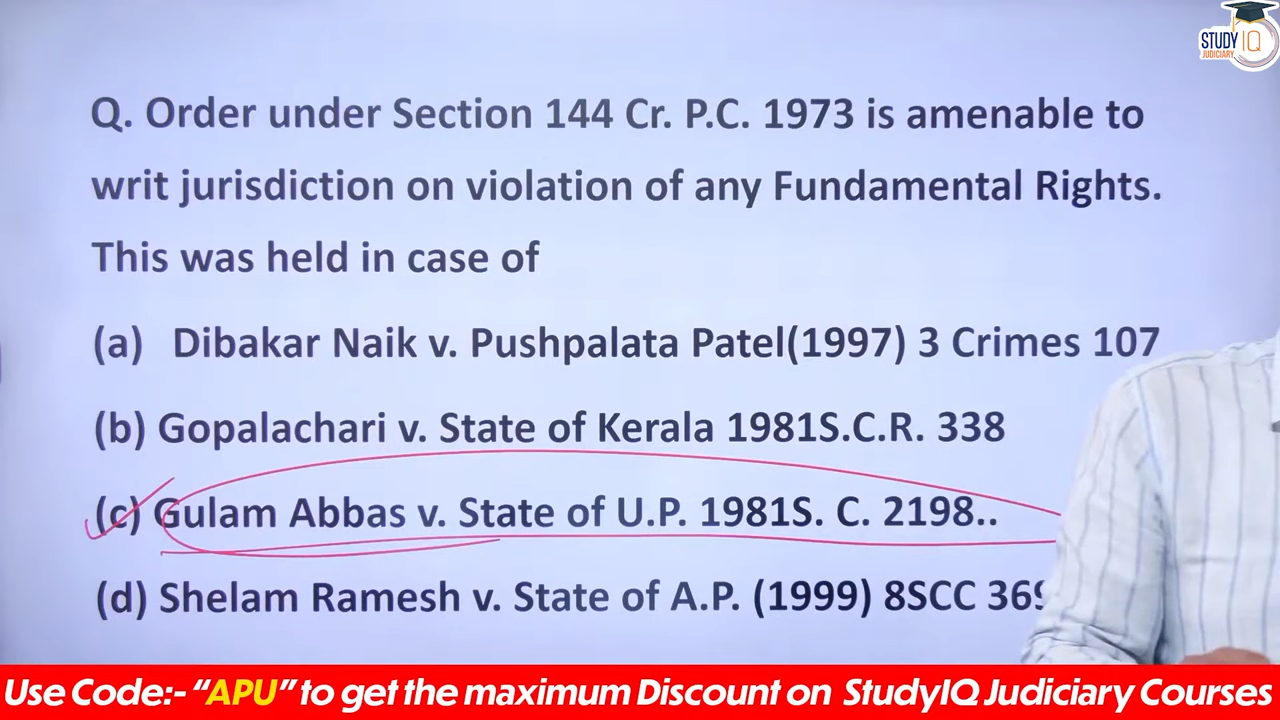 STUDY IQ
JUDICIARY
Q. Order under Section 144 Cr. P.C. 1973 is amenable to
writ jurisdiction on violation of any Fundamental Rights.
This was held in case of
(a) Dibakar Naik v. Pushpalata Patel(1997) 3 Crimes 107
(b) Gopalachari v. State of Kerala 1981S.C.R. 338
(c) Gulam Abbas v. State of U.P. 1981S. C. 2198..
(d) Shelam Ramesh v. State of A.P. (1999) 8SCC 369
Use Code:- “APU” to get the maximum Discount on StudyIQ Judiciary Courses